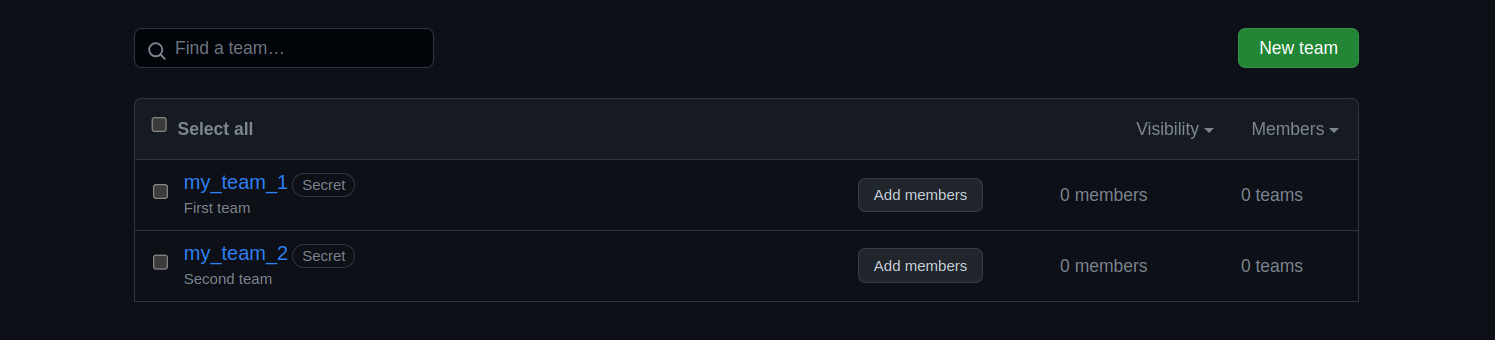 Find a team…
New team
Select all
Visibility
Members
my_team_1 Secret
First team
Add members
0 members
0 teams
my_team_2 Secret
Second team
Add members
0 members
0 teams